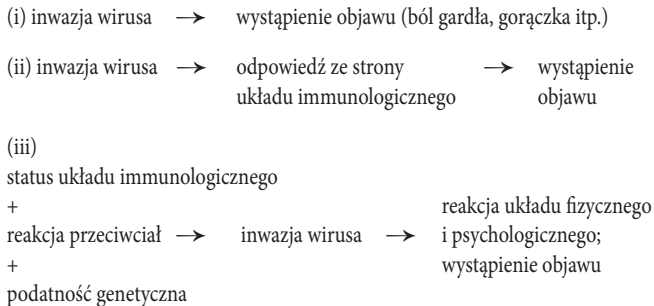 (i) inwazja wirusa → wystąpienie objawu (ból gardła, gorączka itp.)
(ii) inwazja wirusa → odpowiedź ze strony → wystąpienie
układu immunologicznego objawu
(iii)
status układu immunologicznego
+ reakcja układu fizycznego
reakcja przeciwciał → inwazja wirusa → i psychologicznego;
+ wystąpienie objawu
podatność genetyczna